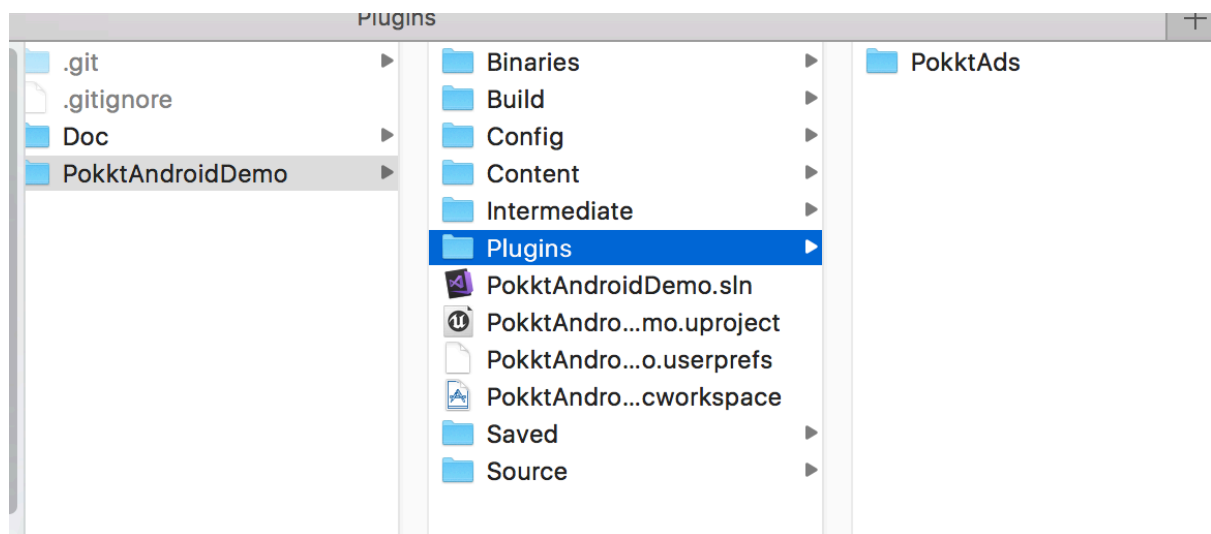 Plugins
.git
.gitignore
Doc
PokktAndroidDemo
Binaries
Build
Config
Content
Intermediate
Plugins
PokktAndroidDemo.sln
PokktAndro...mo.uproject
PokktAndro...o.userprefs
PokktAndro...cworkspace
Saved
Source
PokktAds